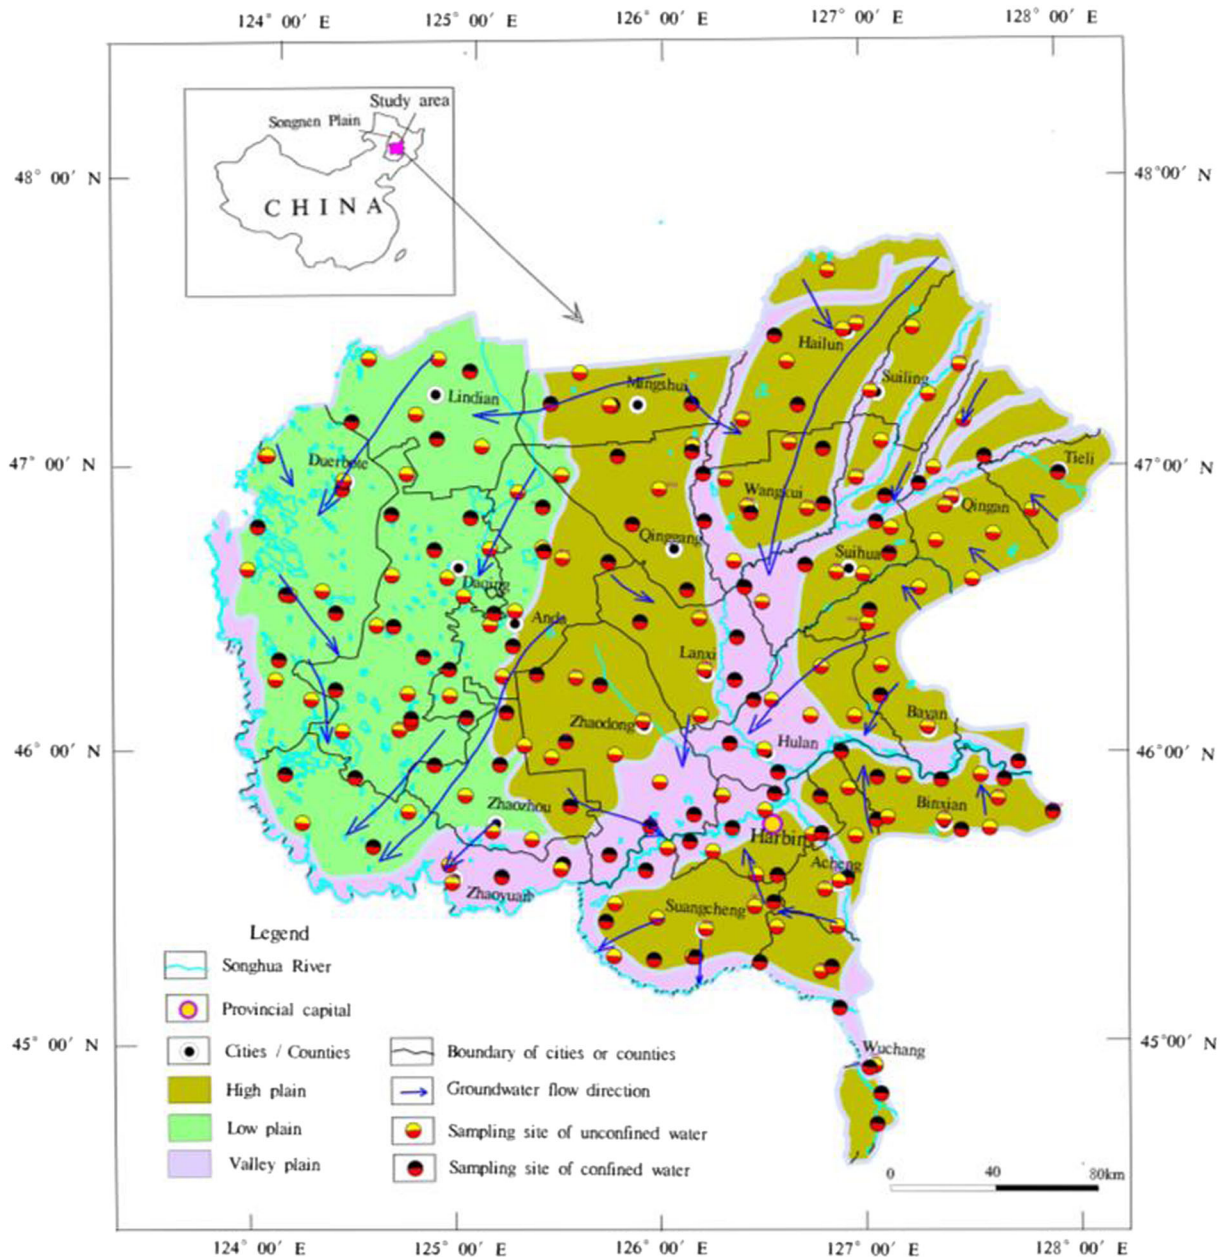 124° 00′ E 125° 00′ E 126° 00′ E 127° 00′ E 128° 00′ E
Study area
Songnen Plain
CHINA
48° 00′ N 48° 00′ N
Hailun
Mingshui
Suiling
Lindian
47° 00′ N 47° 00′ N
Duerbote
Tieli
Wangkui
Qingan
Qinggang
Suihua
Daqing
Anda
Lanxi
Zhaodong
Bayan
46° 00′ N 46° 00′ N
Hulan
Zhaozhou
Binxian
Harbin
Acheng
Zhaoyuan
Suangcheng
Legend
Songhua River
Provincial capital
Cities / Counties
High plain
Low plain
Valley plain
Boundary of cities or counties
Groundwater flow direction
Sampling site of unconfined water
Sampling site of confined water
45° 00′ N 45° 00′ N
Wuchang
0 40 80km
124° 00′ E 125° 00′ E 126° 00′ E 127° 00′ E 128° 00′ E